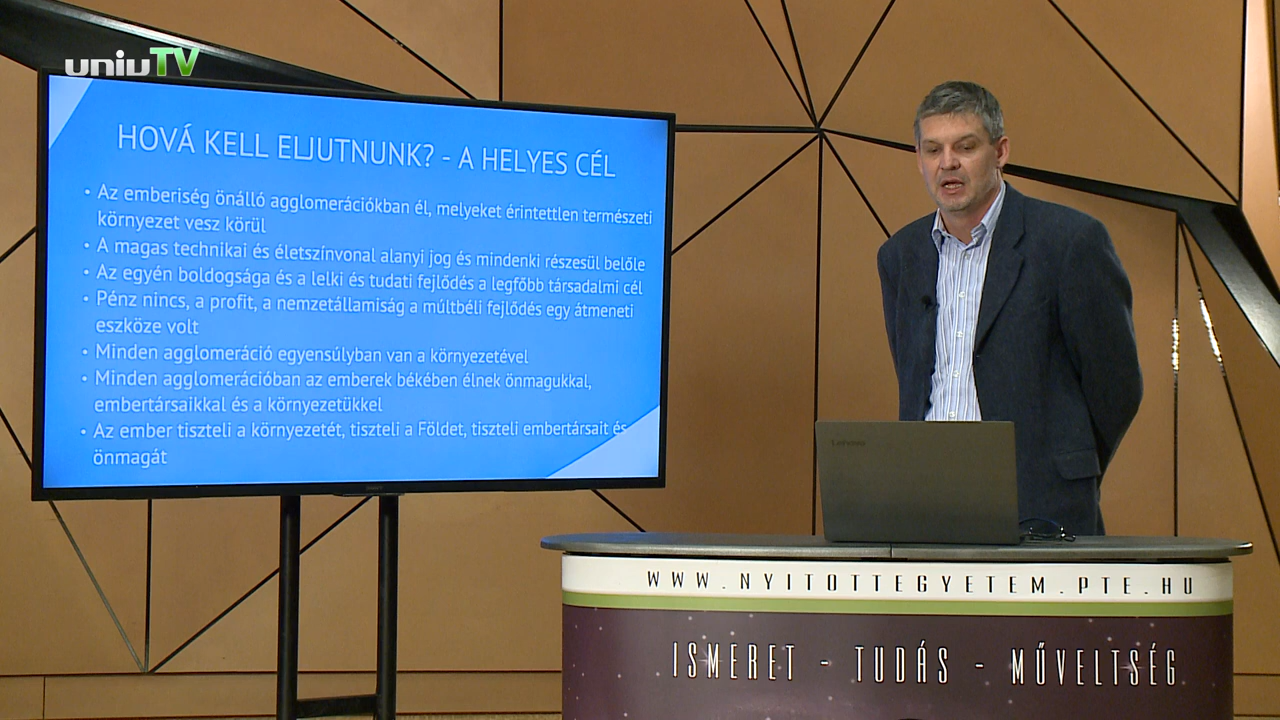 uniuTV
HOVÁ KELL ELJUTNUNK? - A HELYES CÉL
• Az emberiség önálló agglomerációkban él, melyeket érintettlen természeti
környezet vesz körül
• A magas technikai és életszínvonal alanyi jog és mindenki részesül belőle
• Az egyén boldogsága és a lelki és tudati fejlődés a legfőbb társadalmi cél
• Pénz nincs, a profit, a nemzetállamiság a múltbéli fejlődés egy átmeneti
eszköze volt
• Minden agglomeráció egyensúlyban van a környezetével
• Minden agglomerációban az emberek békében élnek önmagukkal,
embertársaikkal és a környezetükkel
• Az ember tiszteli a környezetét, tiszteli a Földet, tiszteli embertársait és
önmagát
Lenovo
WWW.NYITOTTEGYETEM.PTE.HU
ISMERET - TUDÁS - MŰVELTSÉG